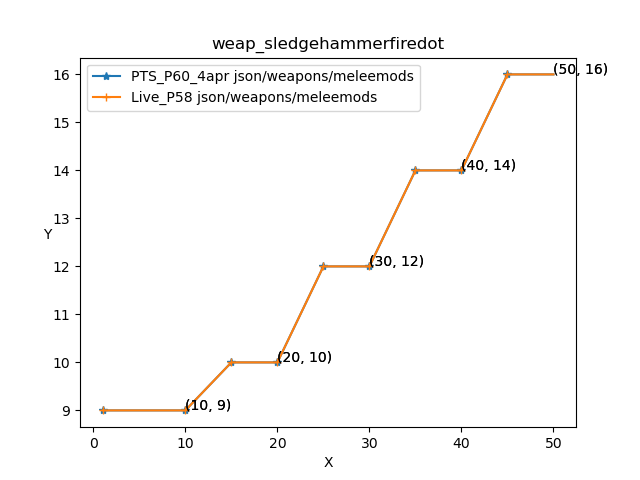 weap_sledgehammerfiredot
PTS_P60_4apr json/weapons/meleemods
Live_P58 json/weapons/meleemods
(50, 16)
(40, 14)
(30, 12)
(20, 10)
(10, 9)
16
15
14
13
12
11
10
9
Y
0 10 20 30 40 50
X